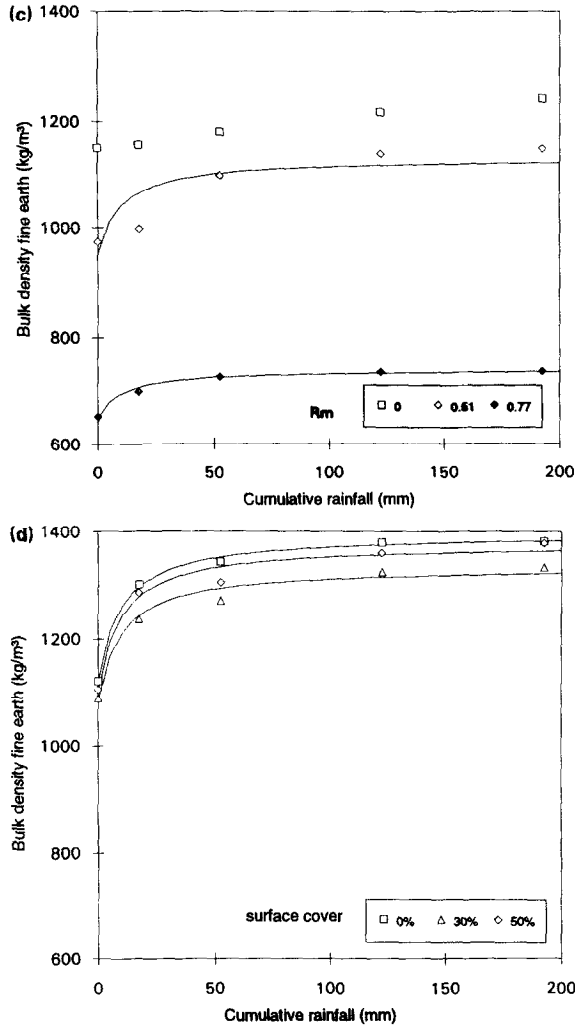 (c)
1400
1200
1000
800
600
Bulk density fine earth (kg/m³)
Rm
0 0.51 0.77
0 50 100 150 200
Cumulative rainfall (mm)
(d)
1400
1200
1000
800
600
Bulk density fine earth (kg/m³)
surface cover
0% 30% 50%
0 50 100 150 200
Cumulative rainfall (mm)